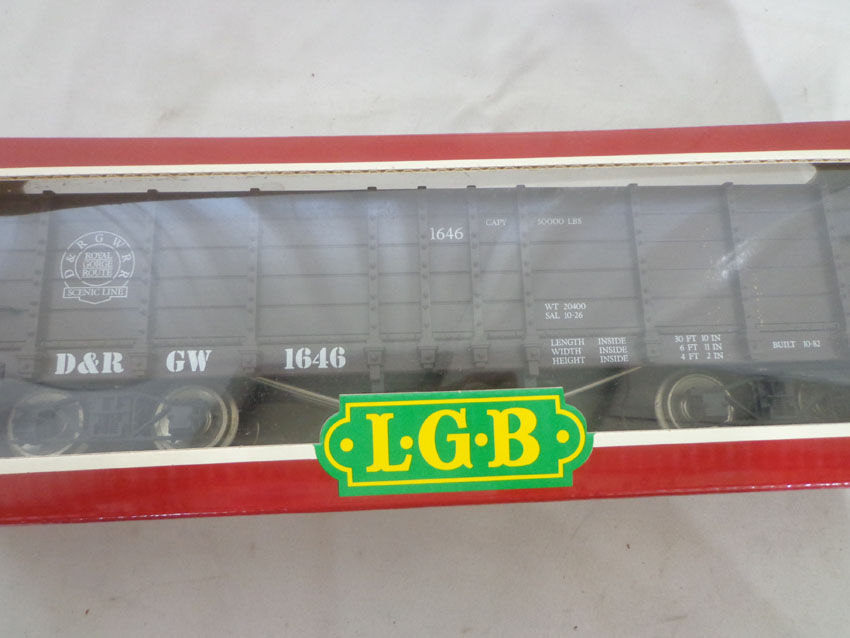 D&RGWRR
ROYAL
GORGE
ROUTE
SCENIC LINE
D&R GW 1646
1646
CAPY 50000 LBS
WT 20400
SAL 10-26
LENGTH INSIDE 30 FT 10 IN
WIDTH INSIDE 6 FT 11 IN
HEIGHT INSIDE 4 FT 2 IN
BUILT 10-82
L·G·B